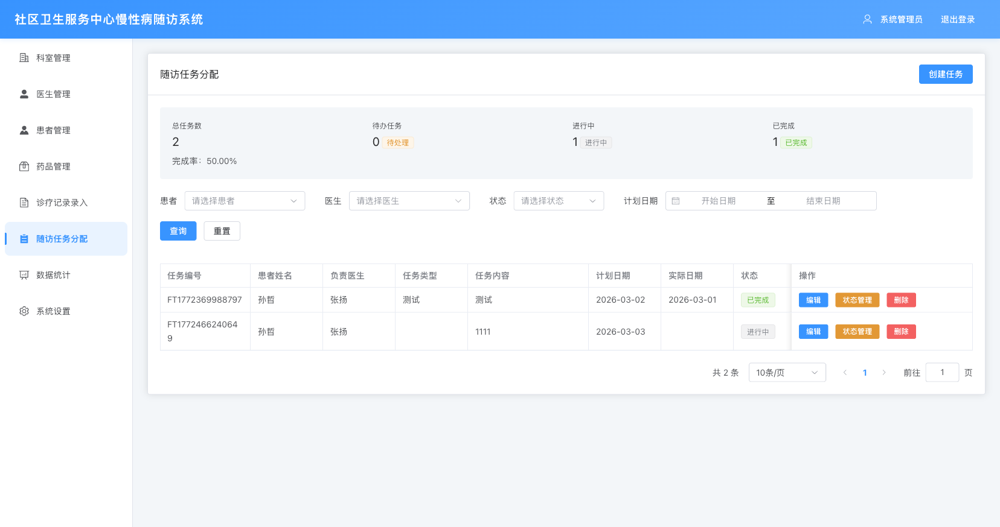 社区卫生服务中心慢性病随访系统
系统管理员 退出登录
科室管理
医生管理
患者管理
药品管理
诊疗记录录入
随访任务分配
数据统计
系统设置
随访任务分配 创建任务
总任务数 待办任务 进行中 已完成
2 0 待处理 1 进行中 1 已完成
完成率：50.00%
患者 请选择患者 医生 请选择医生 状态 请选择状态 计划日期 开始日期 至 结束日期
查询 重置
任务编号 患者姓名 负责医生 任务类型 任务内容 计划日期 实际日期 状态 操作
FT1772369988797 孙哲 张扬 测试 测试 2026-03-02 2026-03-01 已完成 编辑 状态管理 删除
FT177246624064
9 孙哲 张扬 1111 2026-03-03 进行中 编辑 状态管理 删除
共 2 条 10条/页 1 前往 1 页